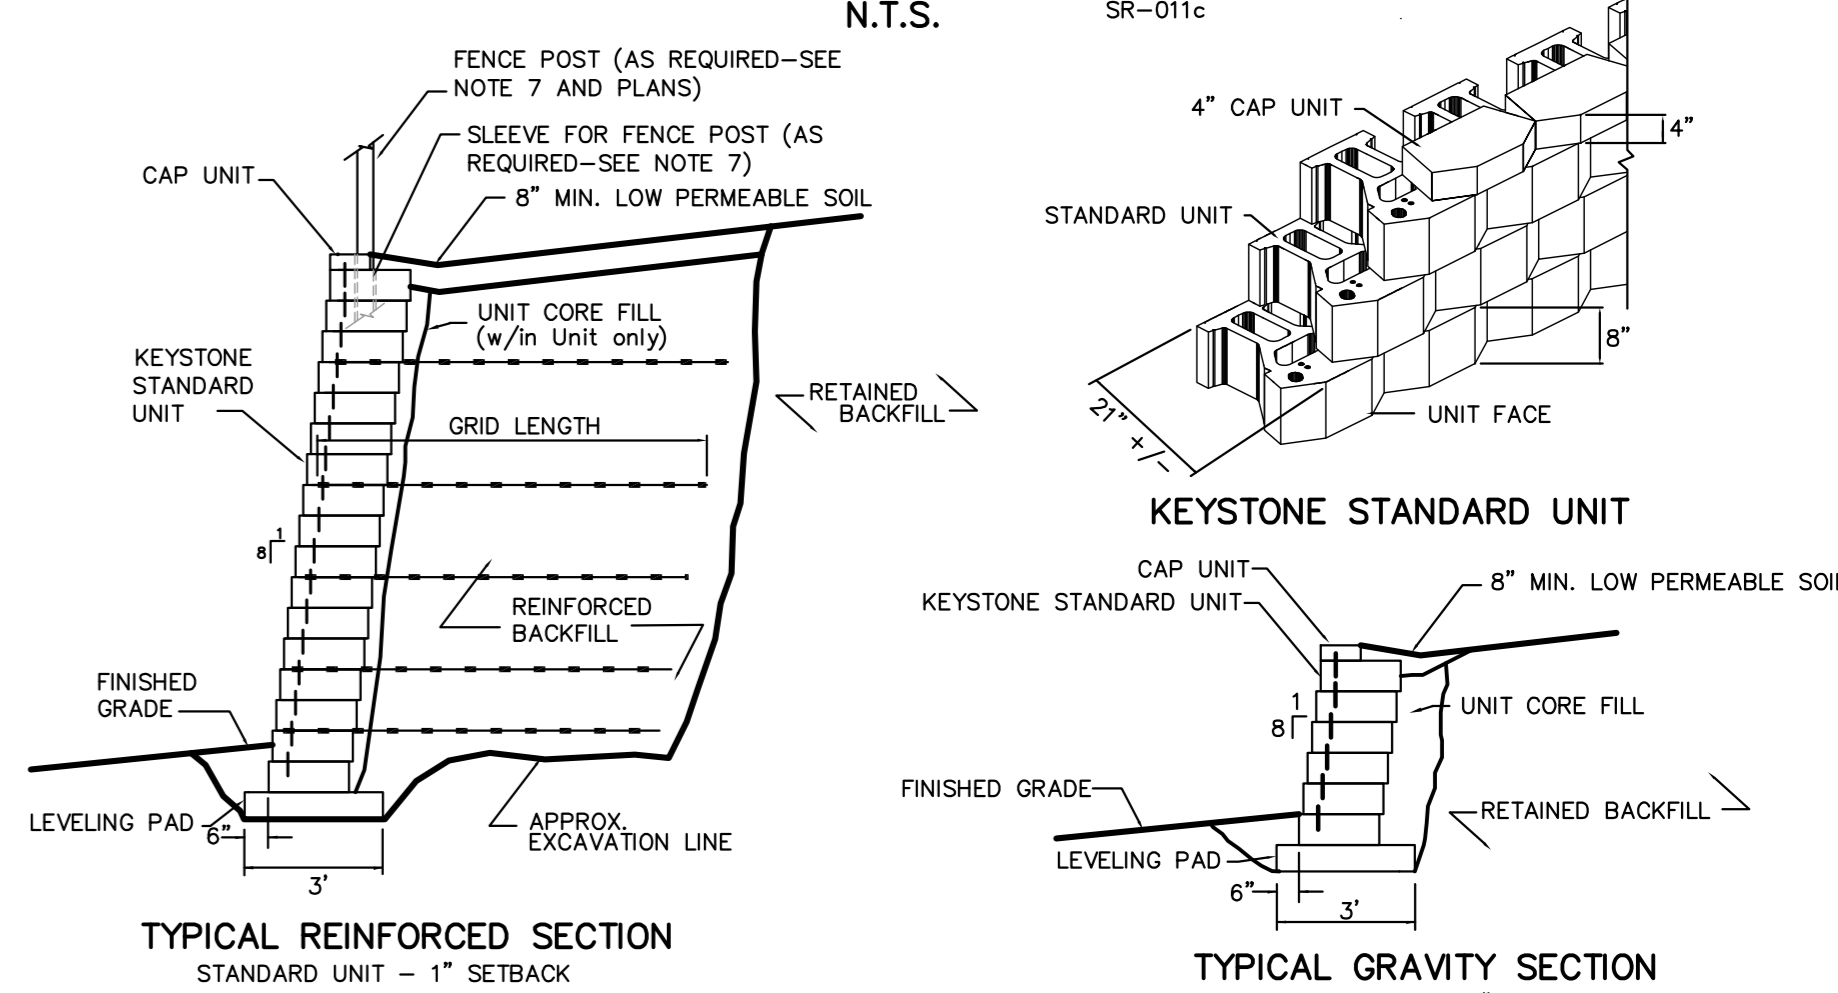 N.T.S.
SR-011c
FENCE POST (AS REQUIRED-SEE
NOTE 7 AND PLANS)
SLEEVE FOR FENCE POST (AS
REQUIRED-SEE NOTE 7)
CAP UNIT
8" MIN. LOW PERMEABLE SOIL
UNIT CORE FILL
(w/in Unit only)
KEYSTONE
STANDARD
UNIT
RETAINED
BACKFILL
GRID LENGTH
1
8
REINFORCED
BACKFILL
FINISHED
GRADE
LEVELING PAD
6"
APPROX.
EXCAVATION LINE
3'
TYPICAL REINFORCED SECTION
STANDARD UNIT - 1" SETBACK
4" CAP UNIT
4"
STANDARD UNIT
8"
21" +/-
UNIT FACE
KEYSTONE STANDARD UNIT
CAP UNIT
8" MIN. LOW PERMEABLE
KEYSTONE STANDARD UNIT
1
8
UNIT CORE FILL
FINISHED GRADE
RETAINED BACKFILL
LEVELING PAD
6"
3'
TYPICAL GRAVITY SECTION